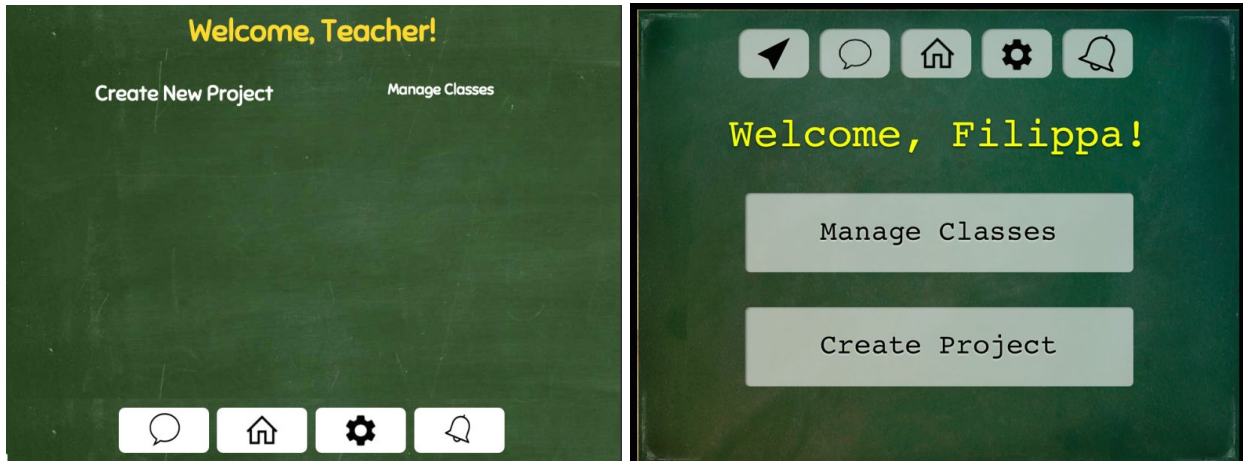 Welcome, Teacher!
Create New Project
Manage Classes
Welcome, Filippa!
Manage Classes
Create Project